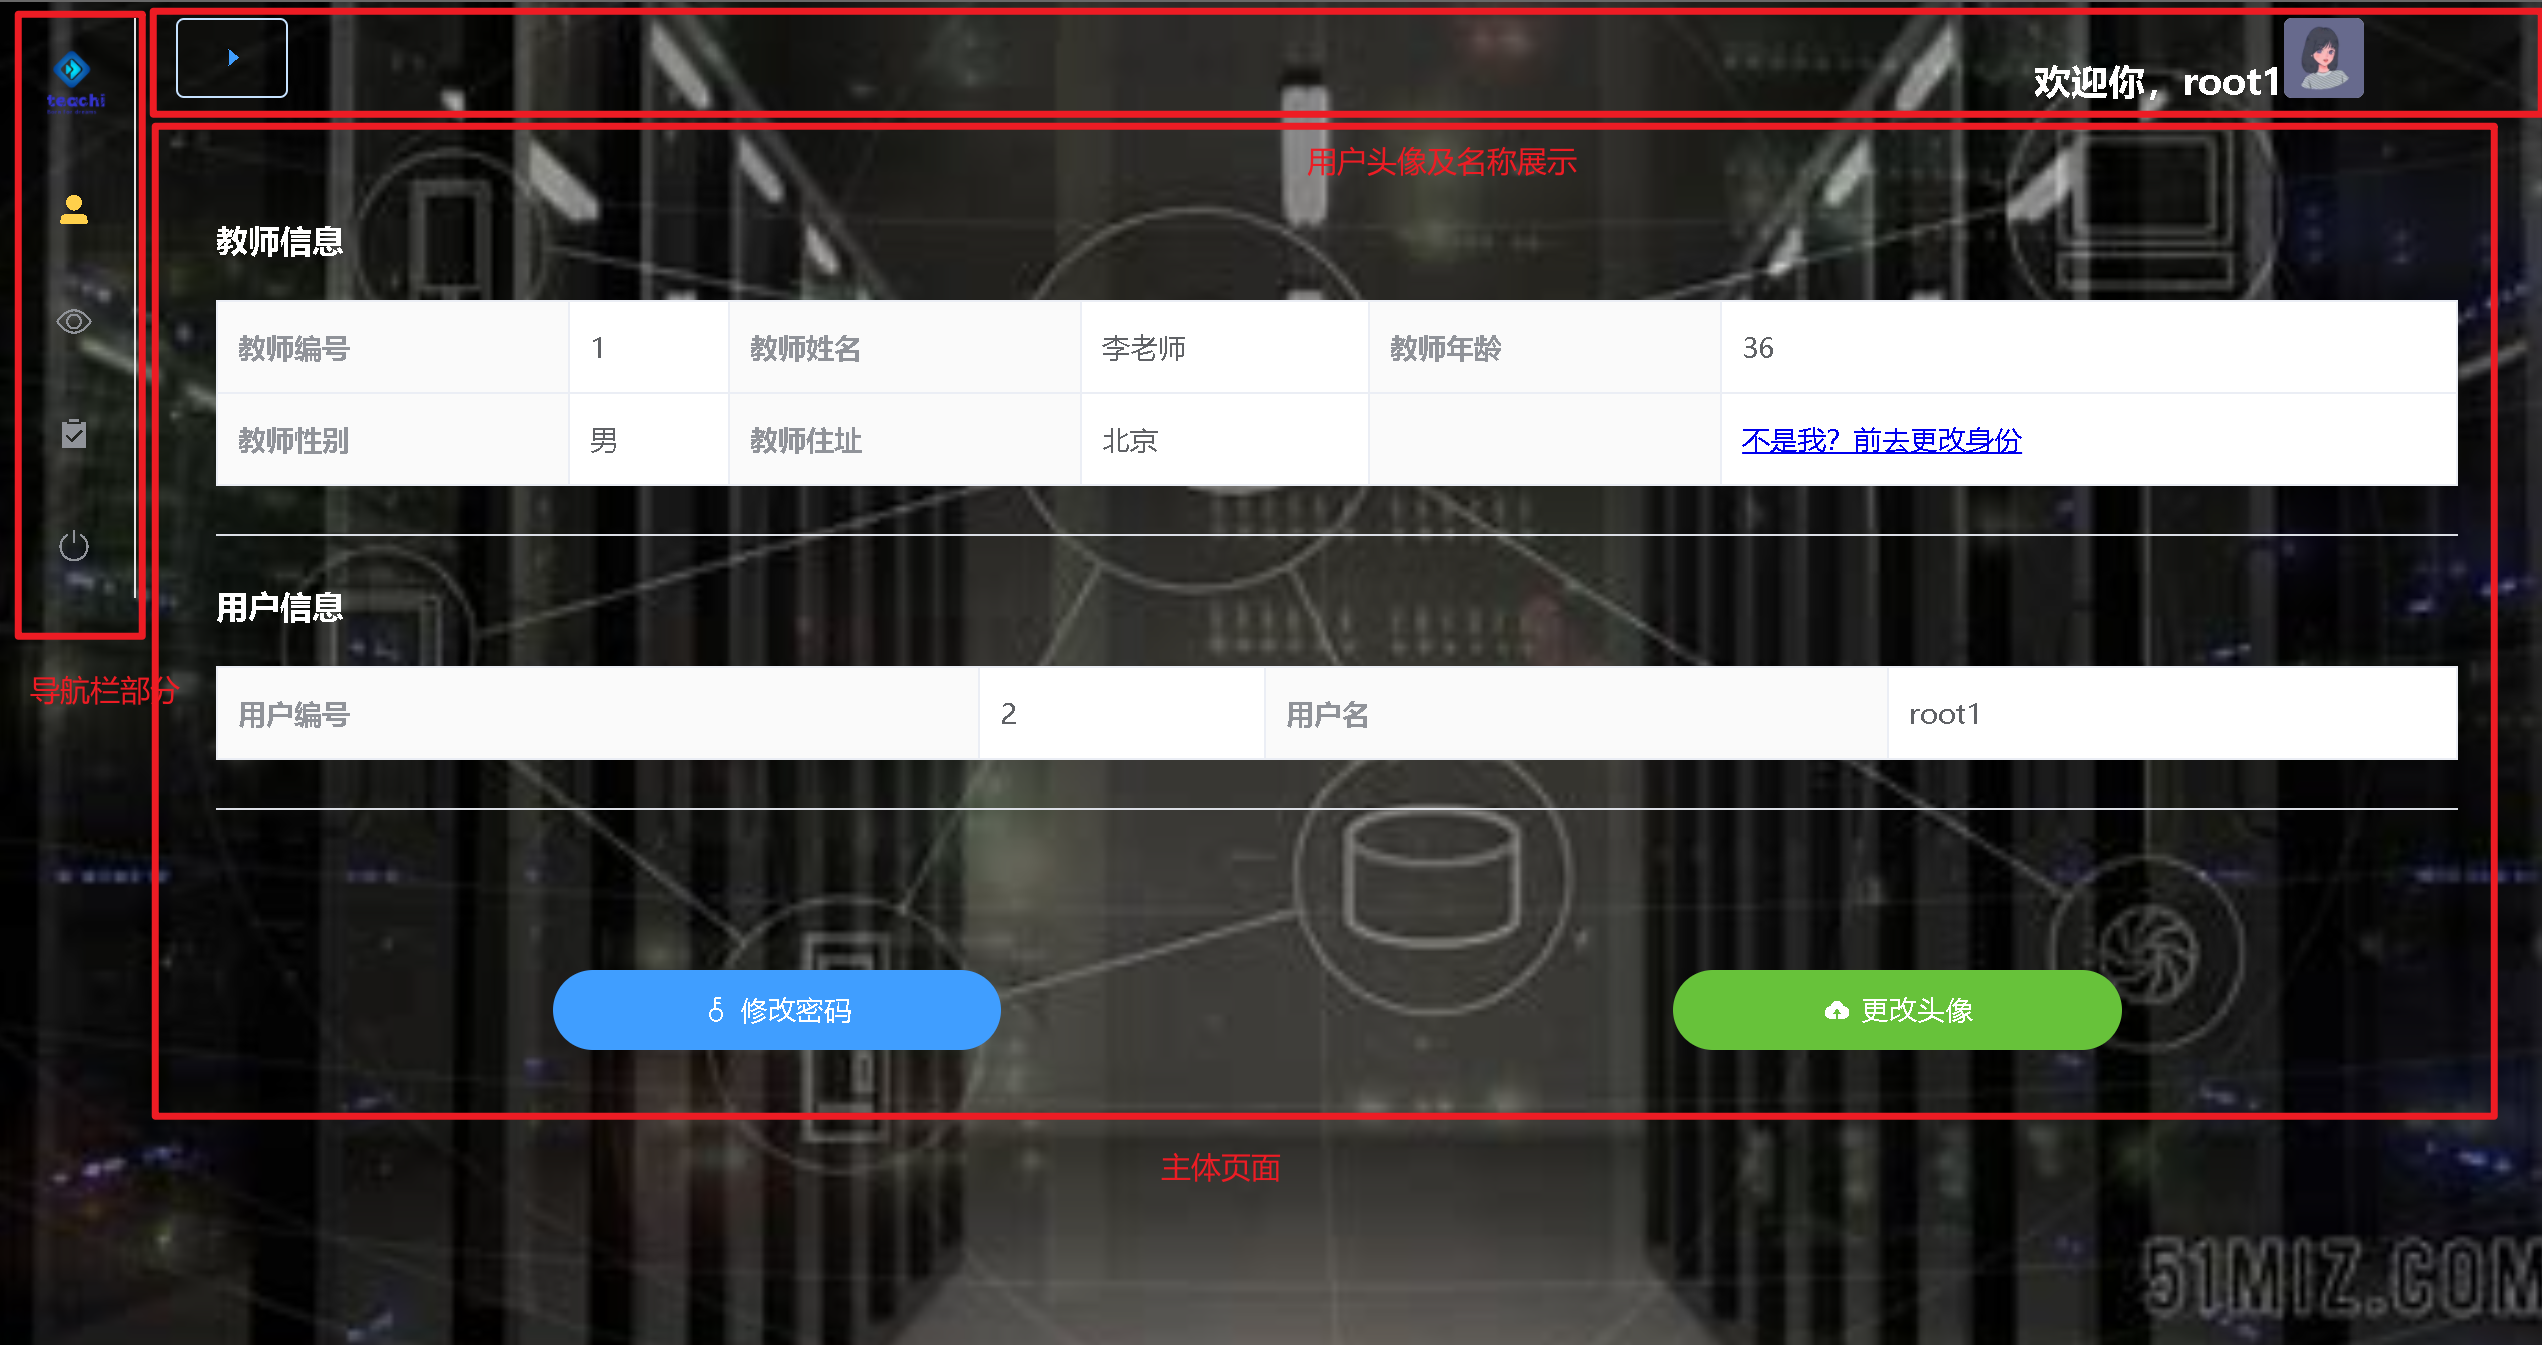 teachi
欢迎你，root1
用户头像及名称展示
教师信息
教师编号 1 教师姓名 李老师 教师年龄 36
教师性别 男 教师住址 北京 不是我？前去更改身份
用户信息
导航栏部分
用户编号 2 用户名 root1
修改密码 更改头像
主体页面
51MIZ.COM